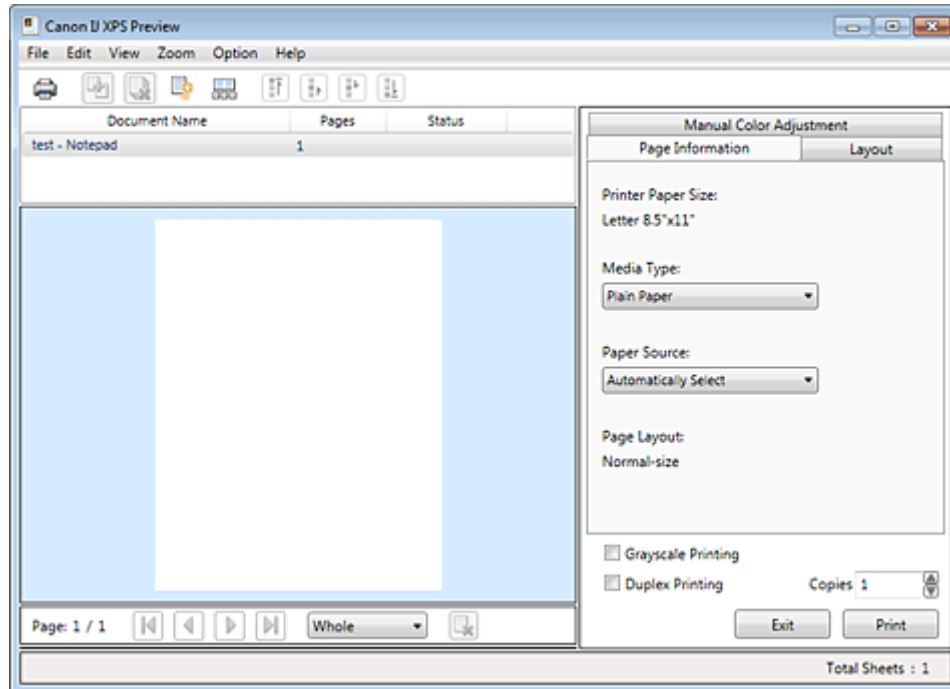 Canon IJ XPS Preview
File Edit View Zoom Option Help
Document Name Pages Status
test - Notepad 1
Manual Color Adjustment
Page Information Layout
Printer Paper Size:
Letter 8.5"x11"
Media Type:
Plain Paper
Paper Source:
Automatically Select
Page Layout:
Normal-size
Grayscale Printing
Duplex Printing Copies 1
Page: 1 / 1 Whole Exit Print
Total Sheets : 1